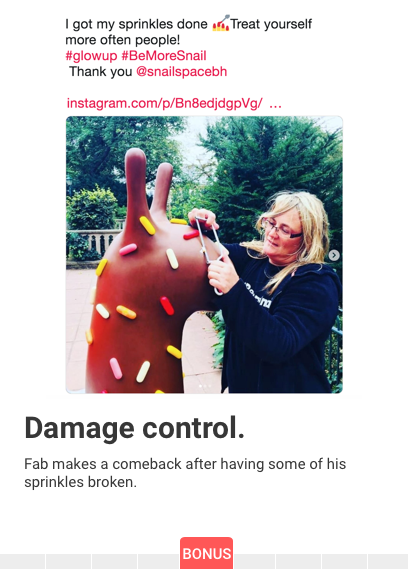 I got my sprinkles done 💅Treat yourself
more often people!
#glowup #BeMoreSnail
Thank you @snailspacebh
instagram.com/p/Bn8edjdgpVg/ …
Damage control.
Fab makes a comeback after having some of his
sprinkles broken.
BONUS